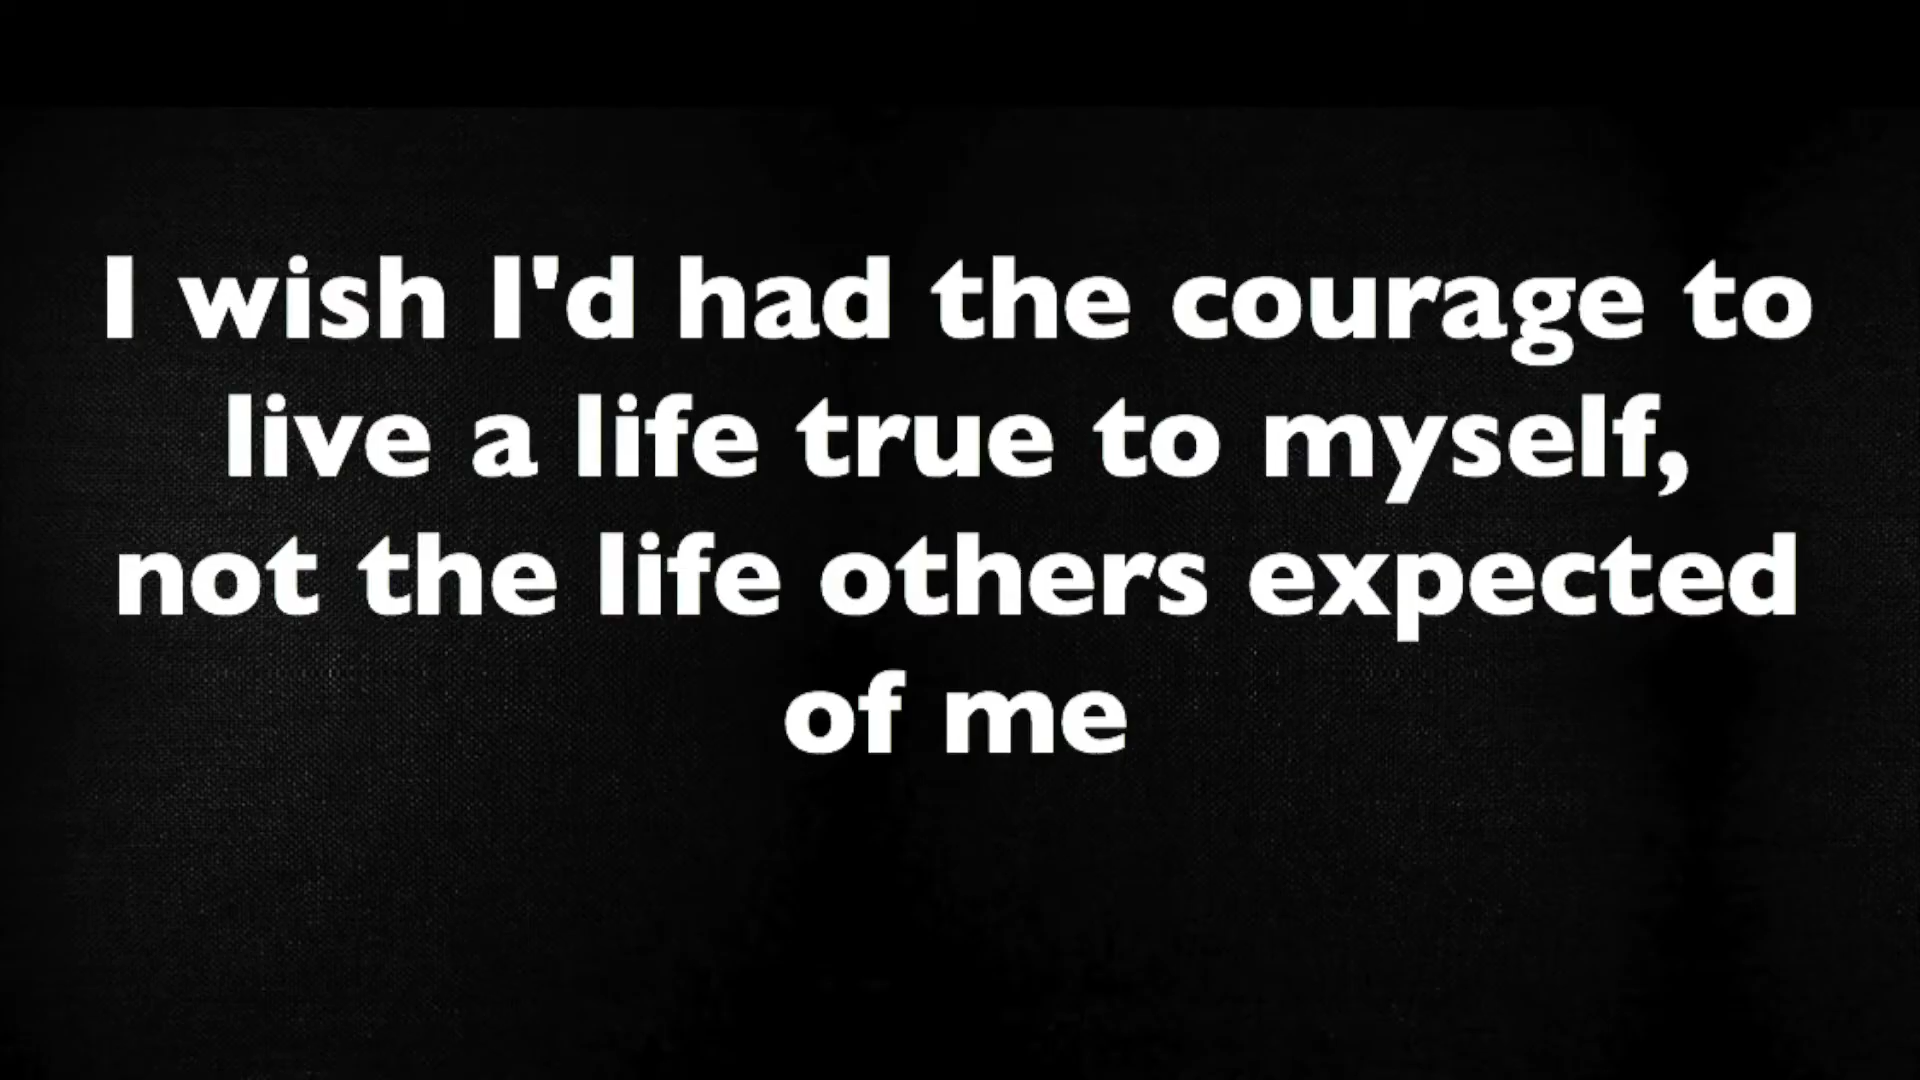 I wish I'd had the courage to
live a life true to myself,
not the life others expected
of me